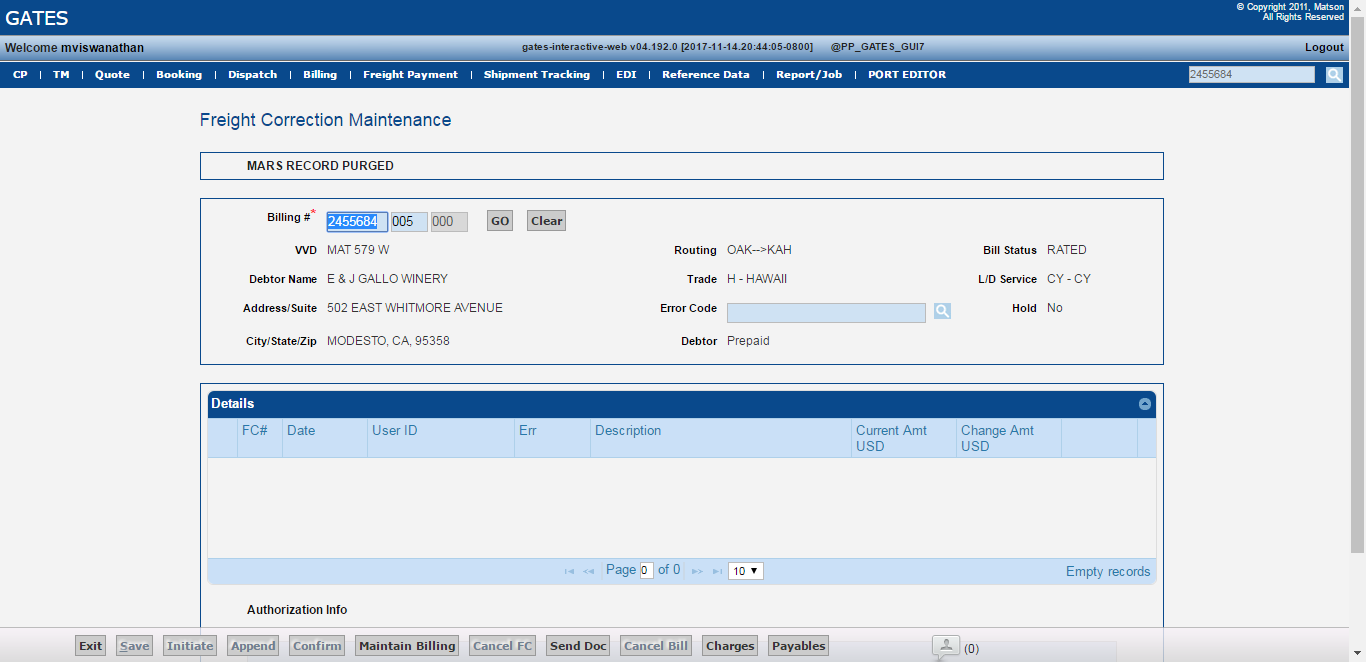 GATES
© Copyright 2011, Matson
All Rights Reserved
Welcome mviswanathan
gates-interactive-web v04.192.0 [2017-11-14.20:44:05-0800] @PP_GATES_GUI7
Logout
CP | TM | Quote | Booking | Dispatch | Billing | Freight Payment | Shipment Tracking | EDI | Reference Data | Report/Job | PORT EDITOR
2455684
Freight Correction Maintenance
MARS RECORD PURGED
Billing #* 2455684 005 000 GO Clear
VVD MAT 579 W Routing OAK-->KAH Bill Status RATED
Debtor Name E & J GALLO WINERY Trade H - HAWAII L/D Service CY - CY
Address/Suite 502 EAST WHITMORE AVENUE Error Code Hold No
City/State/Zip MODESTO, CA, 95358 Debtor Prepaid
Details
FC# Date User ID Err Description Current Amt USD Change Amt USD
Page 0 of 0 10 Empty records
Authorization Info
Exit Save Initiate Append Confirm Maintain Billing Cancel FC Send Doc Cancel Bill Charges Payables (0)